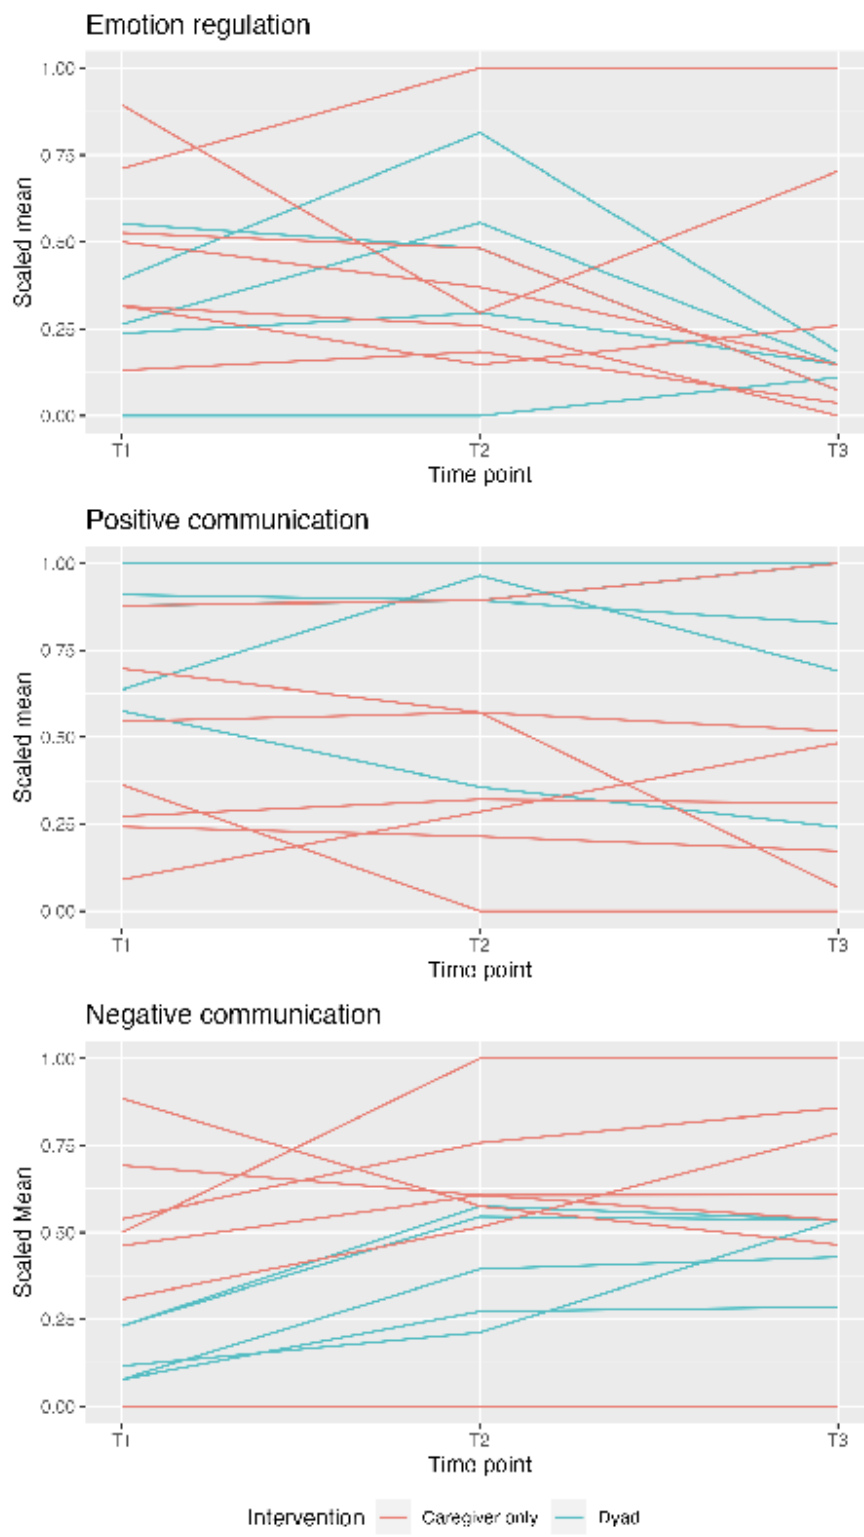 Emotion regulation
1.00
0.75
0.50
0.25
0.00
Scaled mean
T1 T2 T3
Time point
Positive communication
1.00
0.75
0.50
0.25
0.00
Scaled mean
T1 T2 T3
Time point
Negative communication
1.00
0.75
0.50
0.25
0.00
Scaled Mean
T1 T2 T3
Time point
Intervention Caregiver only Dyad